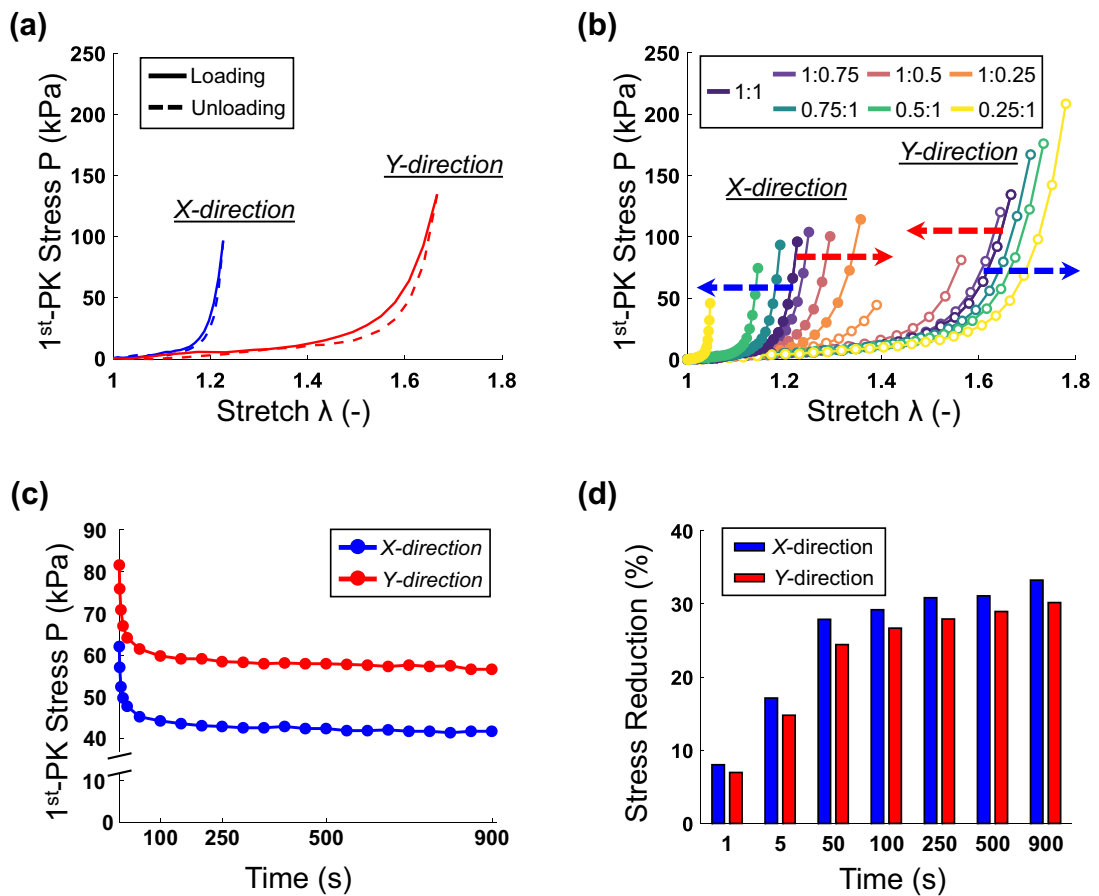 (a)
250
200
150
100
50
0
1
1.2
1.4
1.6
1.8
1st-PK Stress P (kPa)
Stretch λ (-)
Loading
Unloading
X-direction
Y-direction
(b)
250
200
150
100
50
0
1
1.2
1.4
1.6
1.8
1st-PK Stress P (kPa)
Stretch λ (-)
1:1
1:0.75
1:0.5
1:0.25
0.75:1
0.5:1
0.25:1
X-direction
Y-direction
(c)
90
80
70
60
50
40
10
0
100
250
500
900
1st-PK Stress P (kPa)
Time (s)
X-direction
Y-direction
(d)
40
30
20
10
0
1
5
50
100
250
500
900
Stress Reduction (%)
Time (s)
X-direction
Y-direction